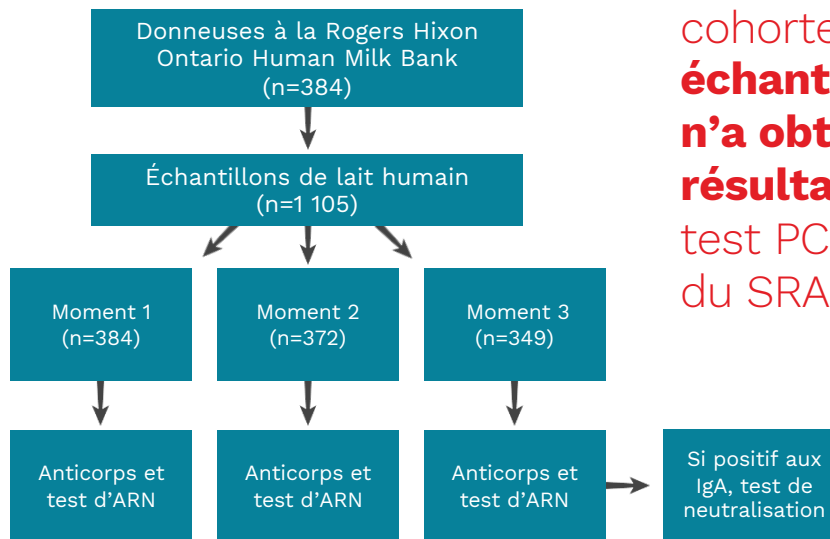 Donneuses à la Rogers Hixon
Ontario Human Milk Bank
(n=384)
Échantillons de lait humain
(n=1 105)
Moment 1
(n=384)
Moment 2
(n=372)
Moment 3
(n=349)
Anticorps et
test d’ARN
Anticorps et
test d’ARN
Anticorps et
test d’ARN
Si positif aux
IgA, test de
neutralisation
cohorte
échant
n’a obt
résulta
test PC
du SRA